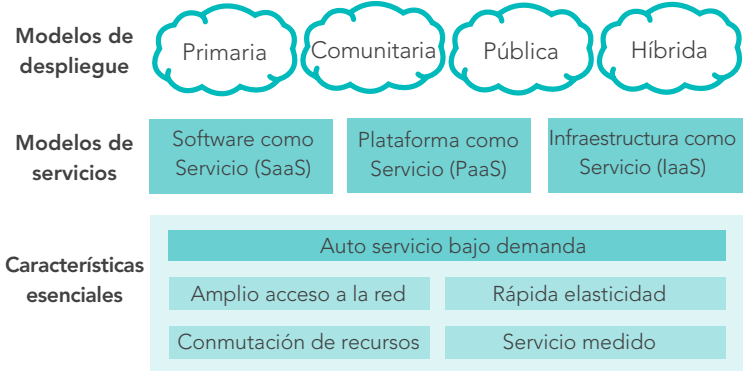 Modelos de
despliegue
Primaria
Comunitaria
Pública
Híbrida
Modelos de
servicios
Software como
Servicio (SaaS)
Plataforma como
Servicio (PaaS)
Infraestructura como
Servicio (IaaS)
Características
esenciales
Auto servicio bajo demanda
Amplio acceso a la red
Rápida elasticidad
Conmutación de recursos
Servicio medido